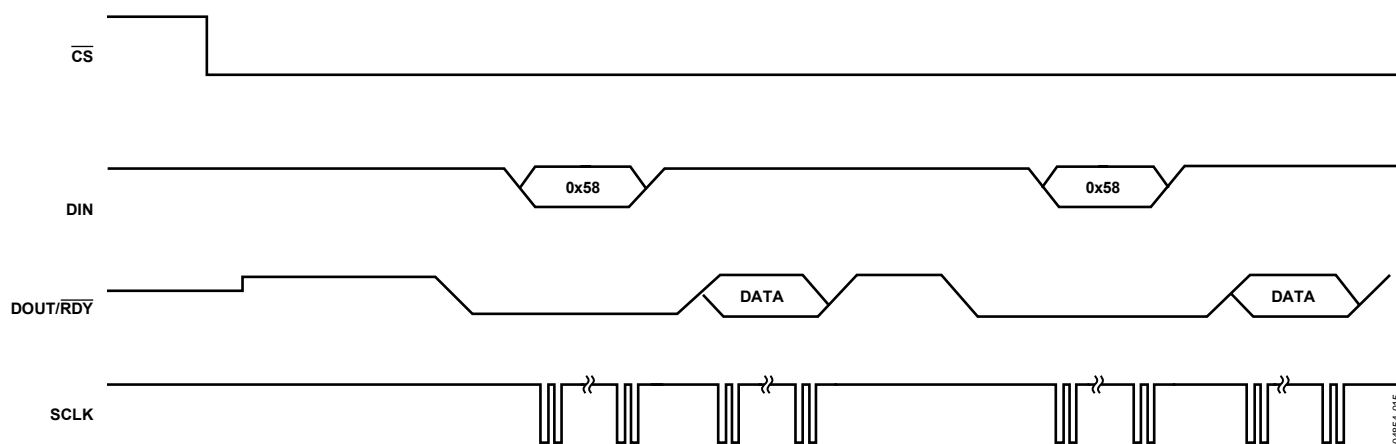 CS
DIN
0x58
0x58
DOUT/RDY
DATA
DATA
SCLK